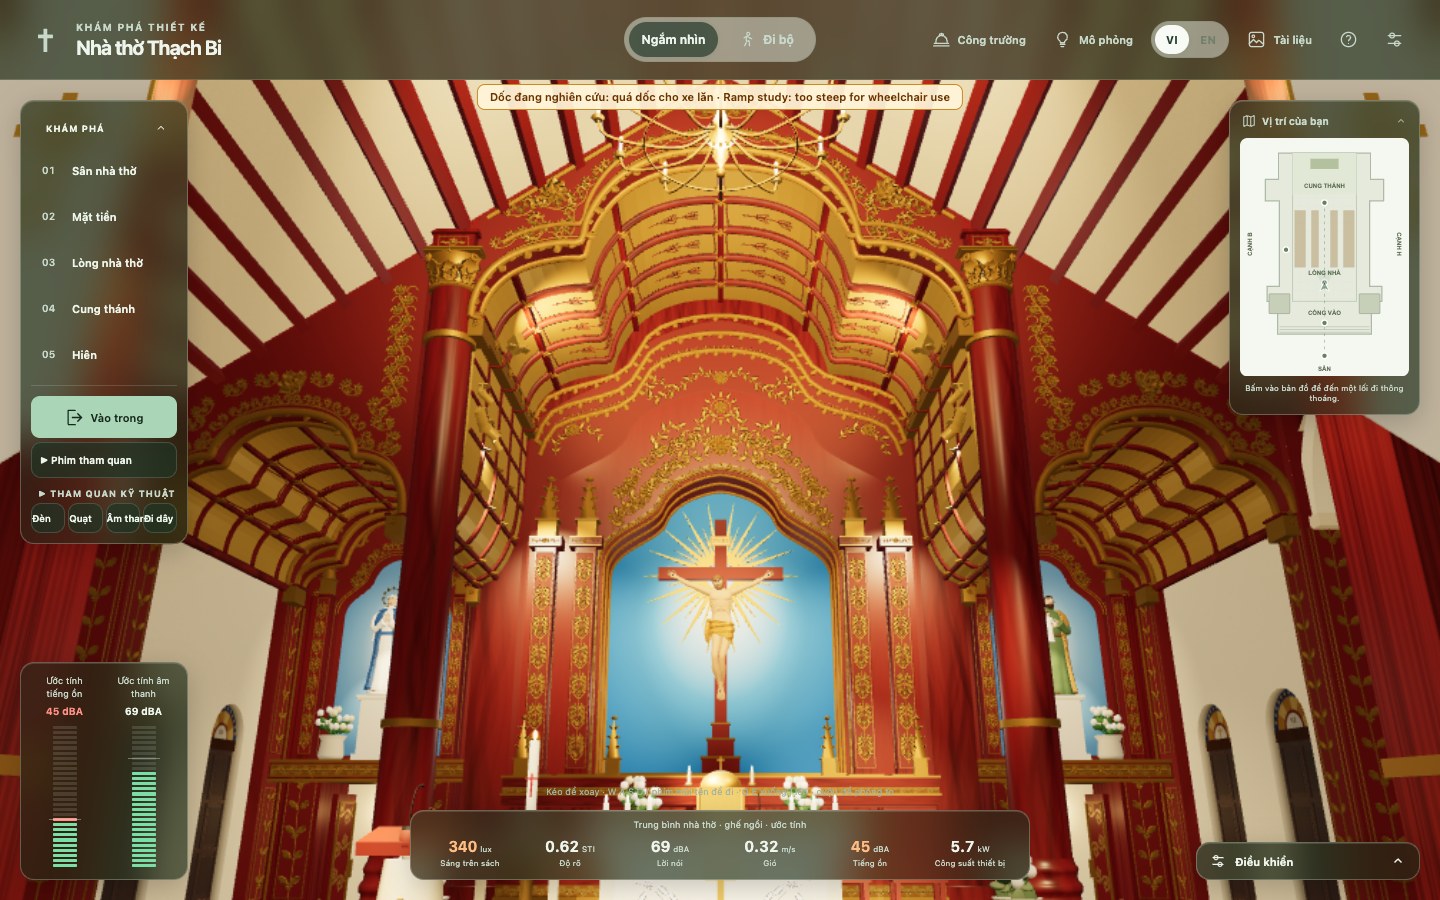 KHÁM PHÁ THIẾT KẾ
Nhà thờ Thạch Bi
Ngắm nhìn
Đi bộ
Công trường
Mô phỏng
VI
EN
Tài liệu
Dốc đang nghiên cứu: quá dốc cho xe lăn · Ramp study: too steep for wheelchair use
KHÁM PHÁ
01 Sân nhà thờ
02 Mặt tiền
03 Lòng nhà thờ
04 Cung thánh
05 Hiên
Vào trong
Phim tham quan
THAM QUAN KỸ THUẬT
Đèn
Quạt
Âm than
Đi dây
Vị trí của bạn
CUNG THÁNH
CẠNH B
CẠNH H
LÒNG NHÀ
CỔNG VÀO
SÂN
Bấm vào bản đồ để đến một lối đi thông
thoáng.
Ước tính
tiếng ồn
45 dBA
Ước tính âm
thanh
69 dBA
Kéo để xoay · W
Trung bình nhà thờ · ghế ngồi · ước tính
340 lux
Sáng trên sách
0.62 STI
Độ rõ
69 dBA
Lời nói
0.32 m/s
Gió
45 dBA
Tiếng ồn
5.7 kW
Công suất thiết bị
Điều khiển